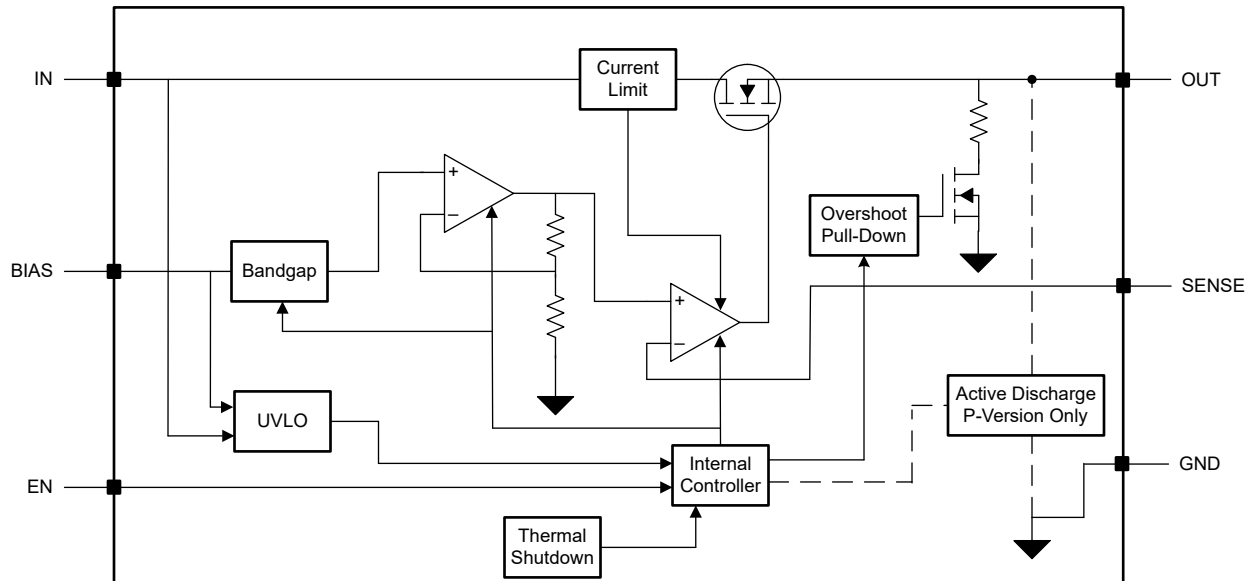 IN
Current
Limit
OUT
+
−
Overshoot
Pull-Down
BIAS
Bandgap
SENSE
+
−
UVLO
Active Discharge
P-Version Only
Internal
Controller
GND
EN
Thermal
Shutdown